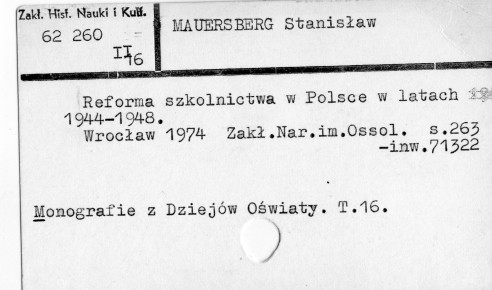 Zakł. Hist. Nauki i Kult.
62 260
II 16
MAUERSBERG Stanisław
Reforma szkolnictwa w Polsce w latach
1944-1948.
Wrocław 1974 Zakł.Nar.im.Ossol. s.263
-inw.71322
Monografie z Dziejów Oświaty. T.16.